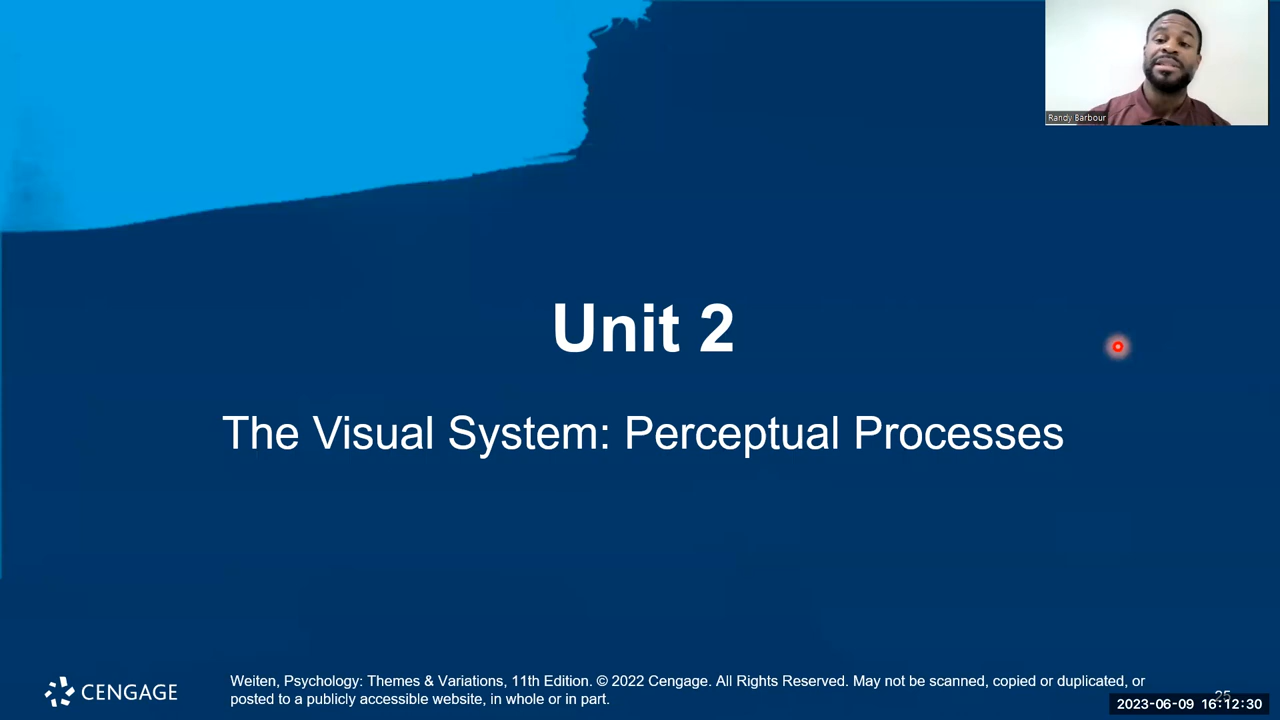 Randy Barbour
Unit 2
The Visual System: Perceptual Processes
CENGAGE
Weiten, Psychology: Themes & Variations, 11th Edition. © 2022 Cengage. All Rights Reserved. May not be scanned, copied or duplicated, or
posted to a publicly accessible website, in whole or in part.
25
2023-06-09 16:12:30